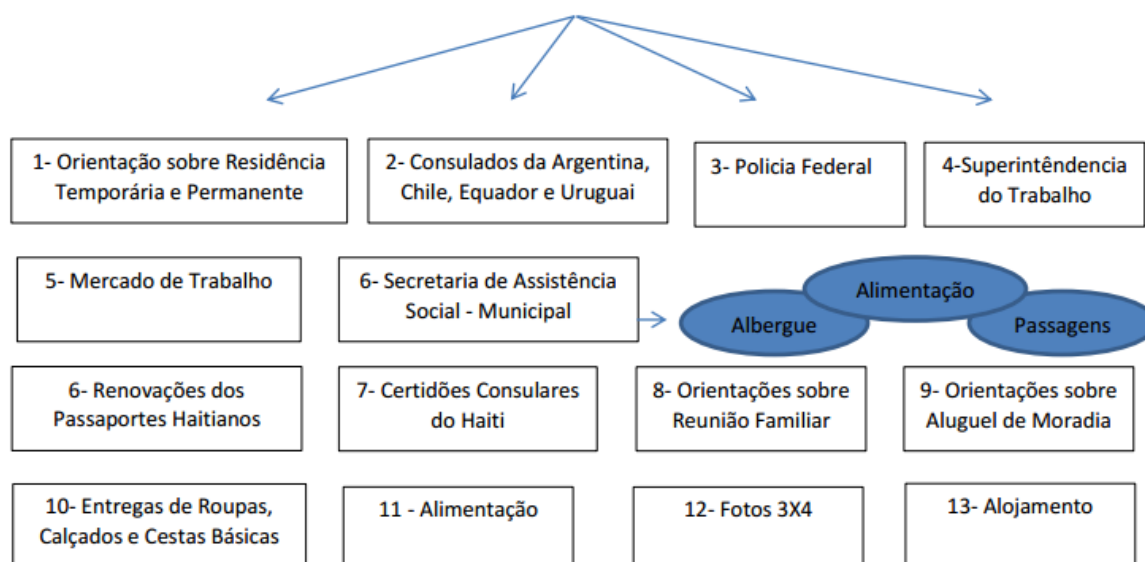 1- Orientação sobre Residência
Temporária e Permanente
2- Consulados da Argentina,
Chile, Equador e Uruguai
3- Policia Federal
4-Superintêndencia
do Trabalho
5- Mercado de Trabalho
6- Secretaria de Assistência
Social - Municipal
Albergue
Alimentação
Passagens
6- Renovações dos
Passaportes Haitianos
7- Certidões Consulares
do Haiti
8- Orientações sobre
Reunião Familiar
9- Orientações sobre
Aluguel de Moradia
10- Entregas de Roupas,
Calçados e Cestas Básicas
11 - Alimentação
12- Fotos 3X4
13- Alojamento